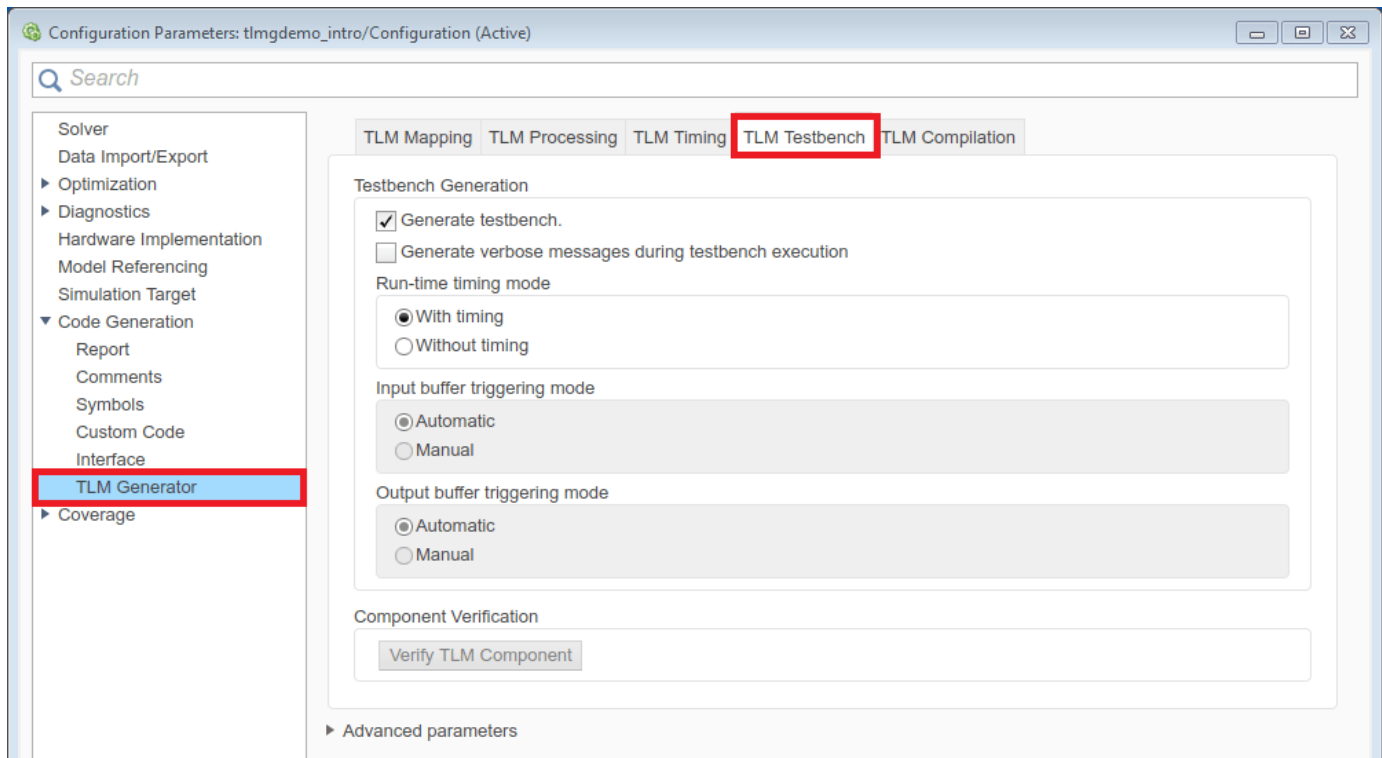 Configuration Parameters: tlmgdemo_intro/Configuration (Active)
Search
Solver
Data Import/Export
Optimization
Diagnostics
Hardware Implementation
Model Referencing
Simulation Target
Code Generation
Report
Comments
Symbols
Custom Code
Interface
TLM Generator
Coverage
TLM Mapping TLM Processing TLM Timing TLM Testbench TLM Compilation
Testbench Generation
Generate testbench.
Generate verbose messages during testbench execution
Run-time timing mode
With timing
Without timing
Input buffer triggering mode
Automatic
Manual
Output buffer triggering mode
Automatic
Manual
Component Verification
Verify TLM Component
Advanced parameters